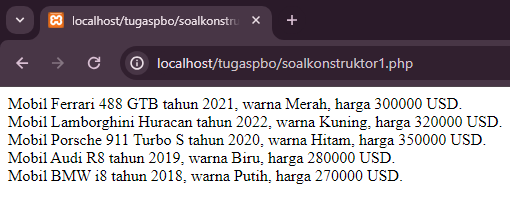 localhost/tugaspbo/soalkonstruk
localhost/tugaspbo/soalkonstruktor1.php
Mobil Ferrari 488 GTB tahun 2021, warna Merah, harga 300000 USD.
Mobil Lamborghini Huracan tahun 2022, warna Kuning, harga 320000 USD.
Mobil Porsche 911 Turbo S tahun 2020, warna Hitam, harga 350000 USD.
Mobil Audi R8 tahun 2019, warna Biru, harga 280000 USD.
Mobil BMW i8 tahun 2018, warna Putih, harga 270000 USD.